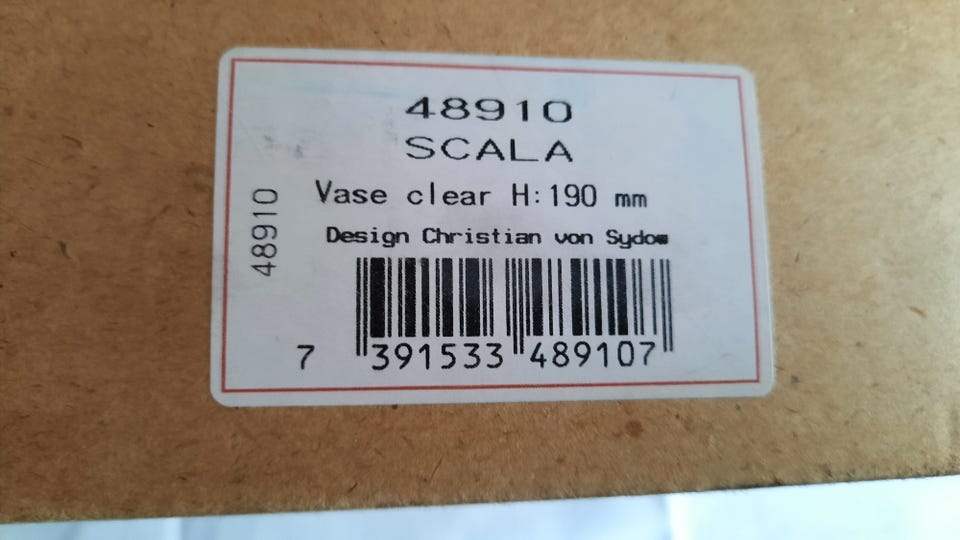 48910
SCALA
Vase clear H:190 mm
Design Christian von Sydow
48910
7 391533 489107